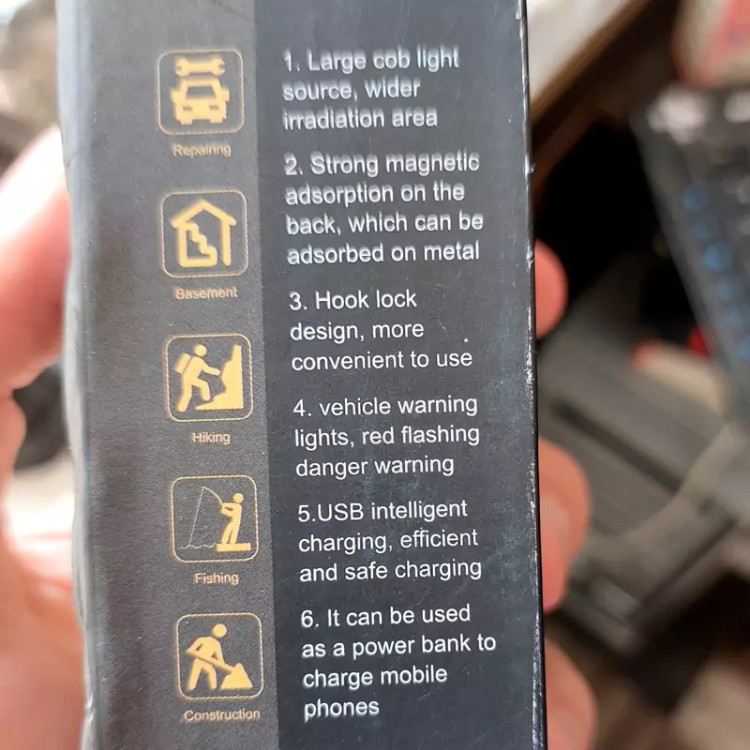 Repairing
Basement
Hiking
Fishing
Construction
1. Large cob light
source, wider
irradiation area
2. Strong magnetic
adsorption on the
back, which can be
adsorbed on metal
3. Hook lock
design, more
convenient to use
4. vehicle warning
lights, red flashing
danger warning
5.USB intelligent
charging, efficient
and safe charging
6. It can be used
as a power bank to
charge mobile
phones